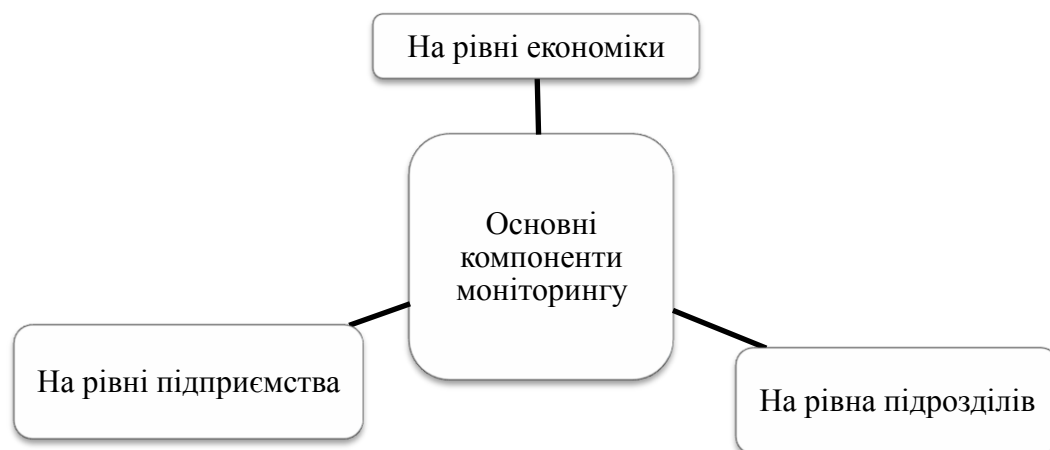 На рівні економіки
Основні
компоненти
моніторингу
На рівні підприємства
На рівна підрозділів